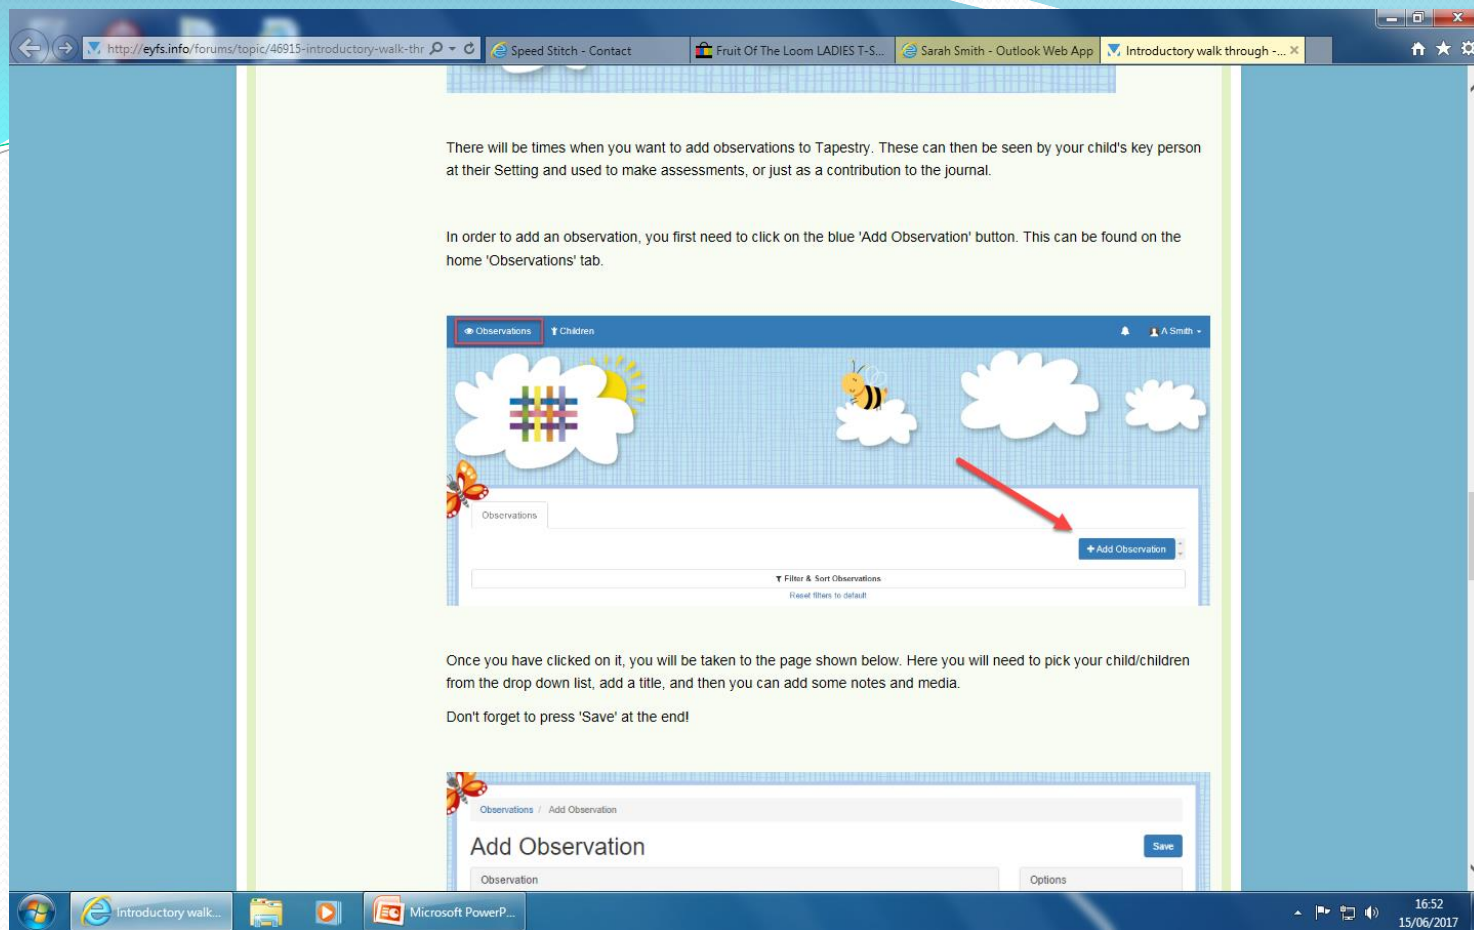 http://eyfs.info/forums/topic/46915-introductory-walk-thr
Speed Stitch - Contact
Fruit Of The Loom LADIES T-S...
Sarah Smith - Outlook Web App
Introductory walk through -...
There will be times when you want to add observations to Tapestry. These can then be seen by your child's key person
at their Setting and used to make assessments, or just as a contribution to the journal.
In order to add an observation, you first need to click on the blue 'Add Observation' button. This can be found on the
home 'Observations' tab.
Observations
Children
A Smith
Observations
+ Add Observation
Filter & Sort Observations
Reset filters to default
Once you have clicked on it, you will be taken to the page shown below. Here you will need to pick your child/children
from the drop down list, add a title, and then you can add some notes and media.
Don't forget to press 'Save' at the end!
Observations / Add Observation
Add Observation
Save
Observation
Options
Introductory walk...
Microsoft PowerP...
16:52
15/06/2017